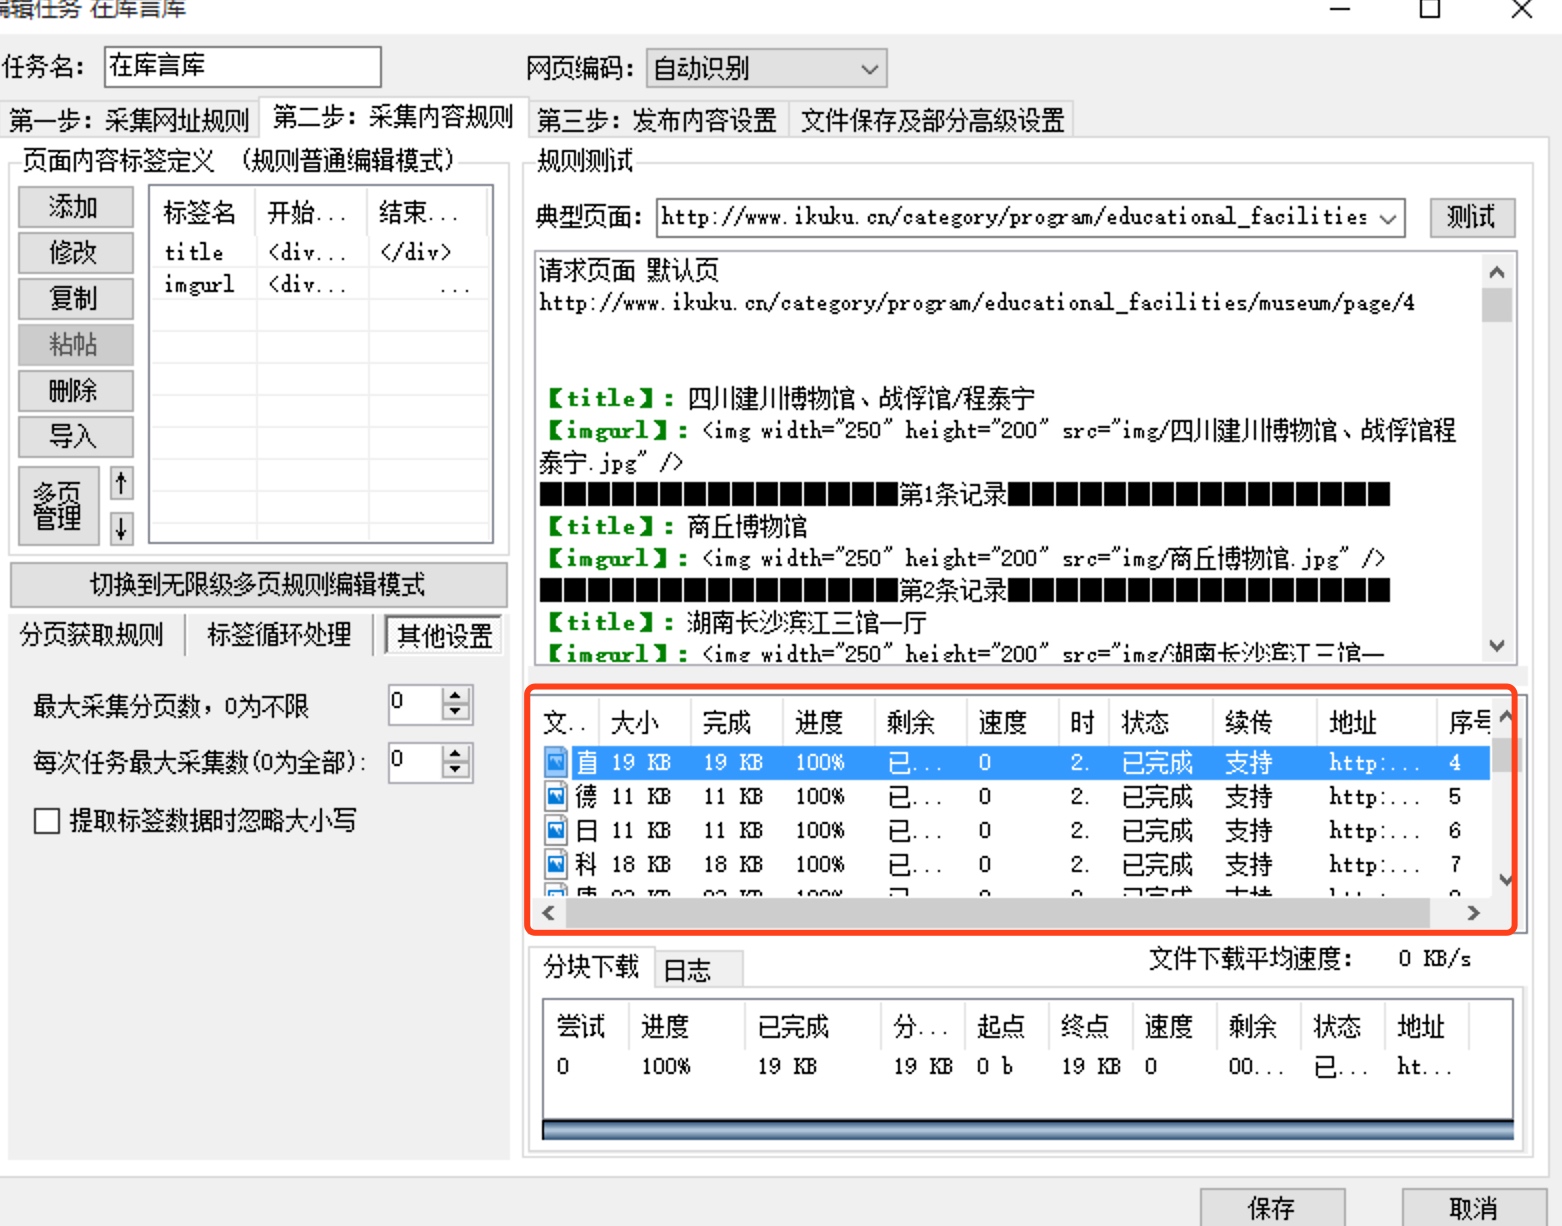 编辑任务 在库言库
任务名: 在库言库 网页编码: 自动识别
第一步: 采集网址规则 第二步: 采集内容规则 第三步: 发布内容设置 文件保存及部分高级设置
页面内容标签定义 (规则普通编辑模式)
添加
修改
复制
粘帖
删除
导入
多页
管理
↑
↓
标签名 开始... 结束...
title <div... </div>
imgurl <div... ...
切换到无限级多页规则编辑模式
分页获取规则 标签循环处理 其他设置
最大采集分页数，0为不限 0
每次任务最大采集数(0为全部): 0
提取标签数据时忽略大小写
规则测试
典型页面: http://www.ikuku.cn/category/program/educational_facilities 测试
请求页面 默认页
http://www.ikuku.cn/category/program/educational_facilities/museum/page/4
【title】: 四川建川博物馆、战俘馆/程泰宁
【imgurl】: <img width="250" height="200" src="img/四川建川博物馆、战俘馆程
泰宁.jpg" />
■■■■■■■■■■■■■■■第1条记录■■■■■■■■■■■■■■■■
【title】: 商丘博物馆
【imgurl】: <img width="250" height="200" src="img/商丘博物馆.jpg" />
■■■■■■■■■■■■■■■第2条记录■■■■■■■■■■■■■■■■
【title】: 湖南长沙滨江三馆一厅
【imgurl】: <img width="250" height="200" src="img/湖南长沙滨江三馆一
文.. 大小 完成 进度 剩余 速度 时 状态 续传 地址 序号
直 19 KB 19 KB 100% 已... 0 2. 已完成 支持 http:... 4
德 11 KB 11 KB 100% 已... 0 2. 已完成 支持 http:... 5
日 11 KB 11 KB 100% 已... 0 2. 已完成 支持 http:... 6
科 18 KB 18 KB 100% 已... 0 2. 已完成 支持 http:... 7
分块下载 日志 文件下载平均速度: 0 KB/s
尝试 进度 已完成 分... 起点 终点 速度 剩余 状态 地址
0 100% 19 KB 19 KB 0 b 19 KB 0 00... 已... ht...
保存 取消